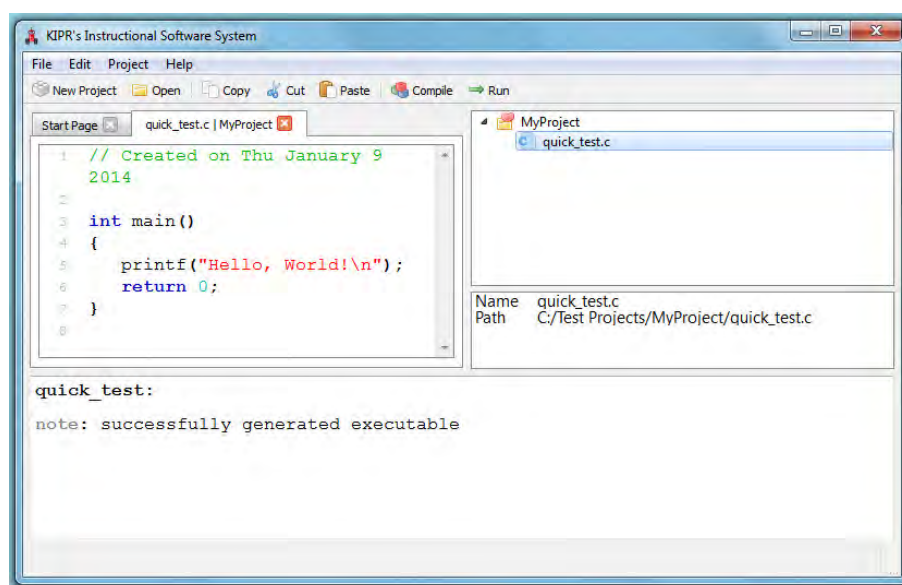 KIPR's Instructional Software System
File Edit Project Help
New Project Open Copy Cut Paste Compile Run
Start Page quick_test.c | MyProject
1 // Created on Thu January 9
2014
2
3 int main()
4 {
5 printf("Hello, World!\n");
6 return 0;
7 }
8
MyProject
quick_test.c
Name quick_test.c
Path C:/Test Projects/MyProject/quick_test.c
quick_test:
note: successfully generated executable